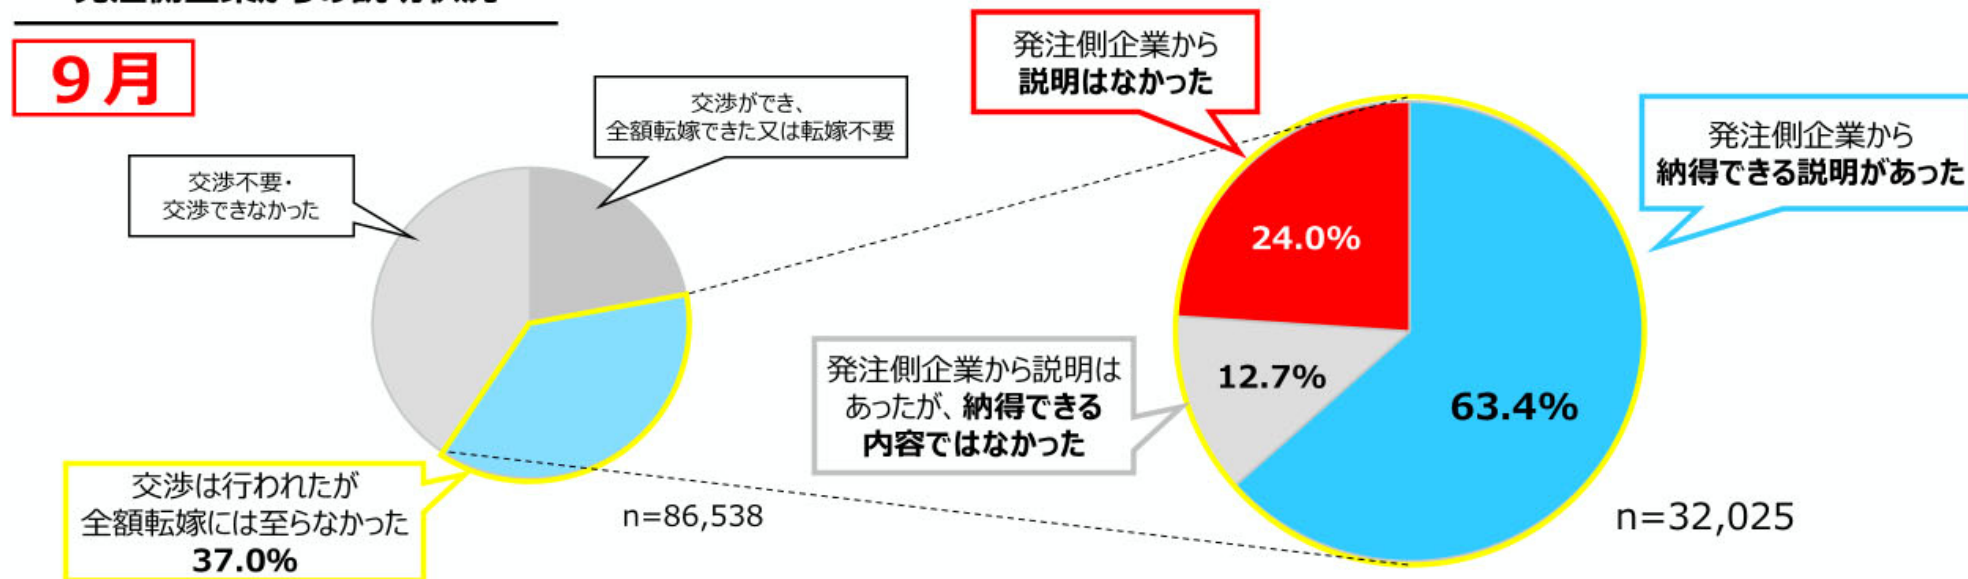 9月
交渉ができ、
全額転嫁できた又は転嫁不要
交渉不要・
交渉できなかった
交渉は行われたが
全額転嫁には至らなかった
37.0%
n=86,538
発注側企業から
説明はなかった
発注側企業から
納得できる説明があった
24.0%
12.7%
63.4%
発注側企業から説明は
あったが、納得できる
内容ではなかった
n=32,025